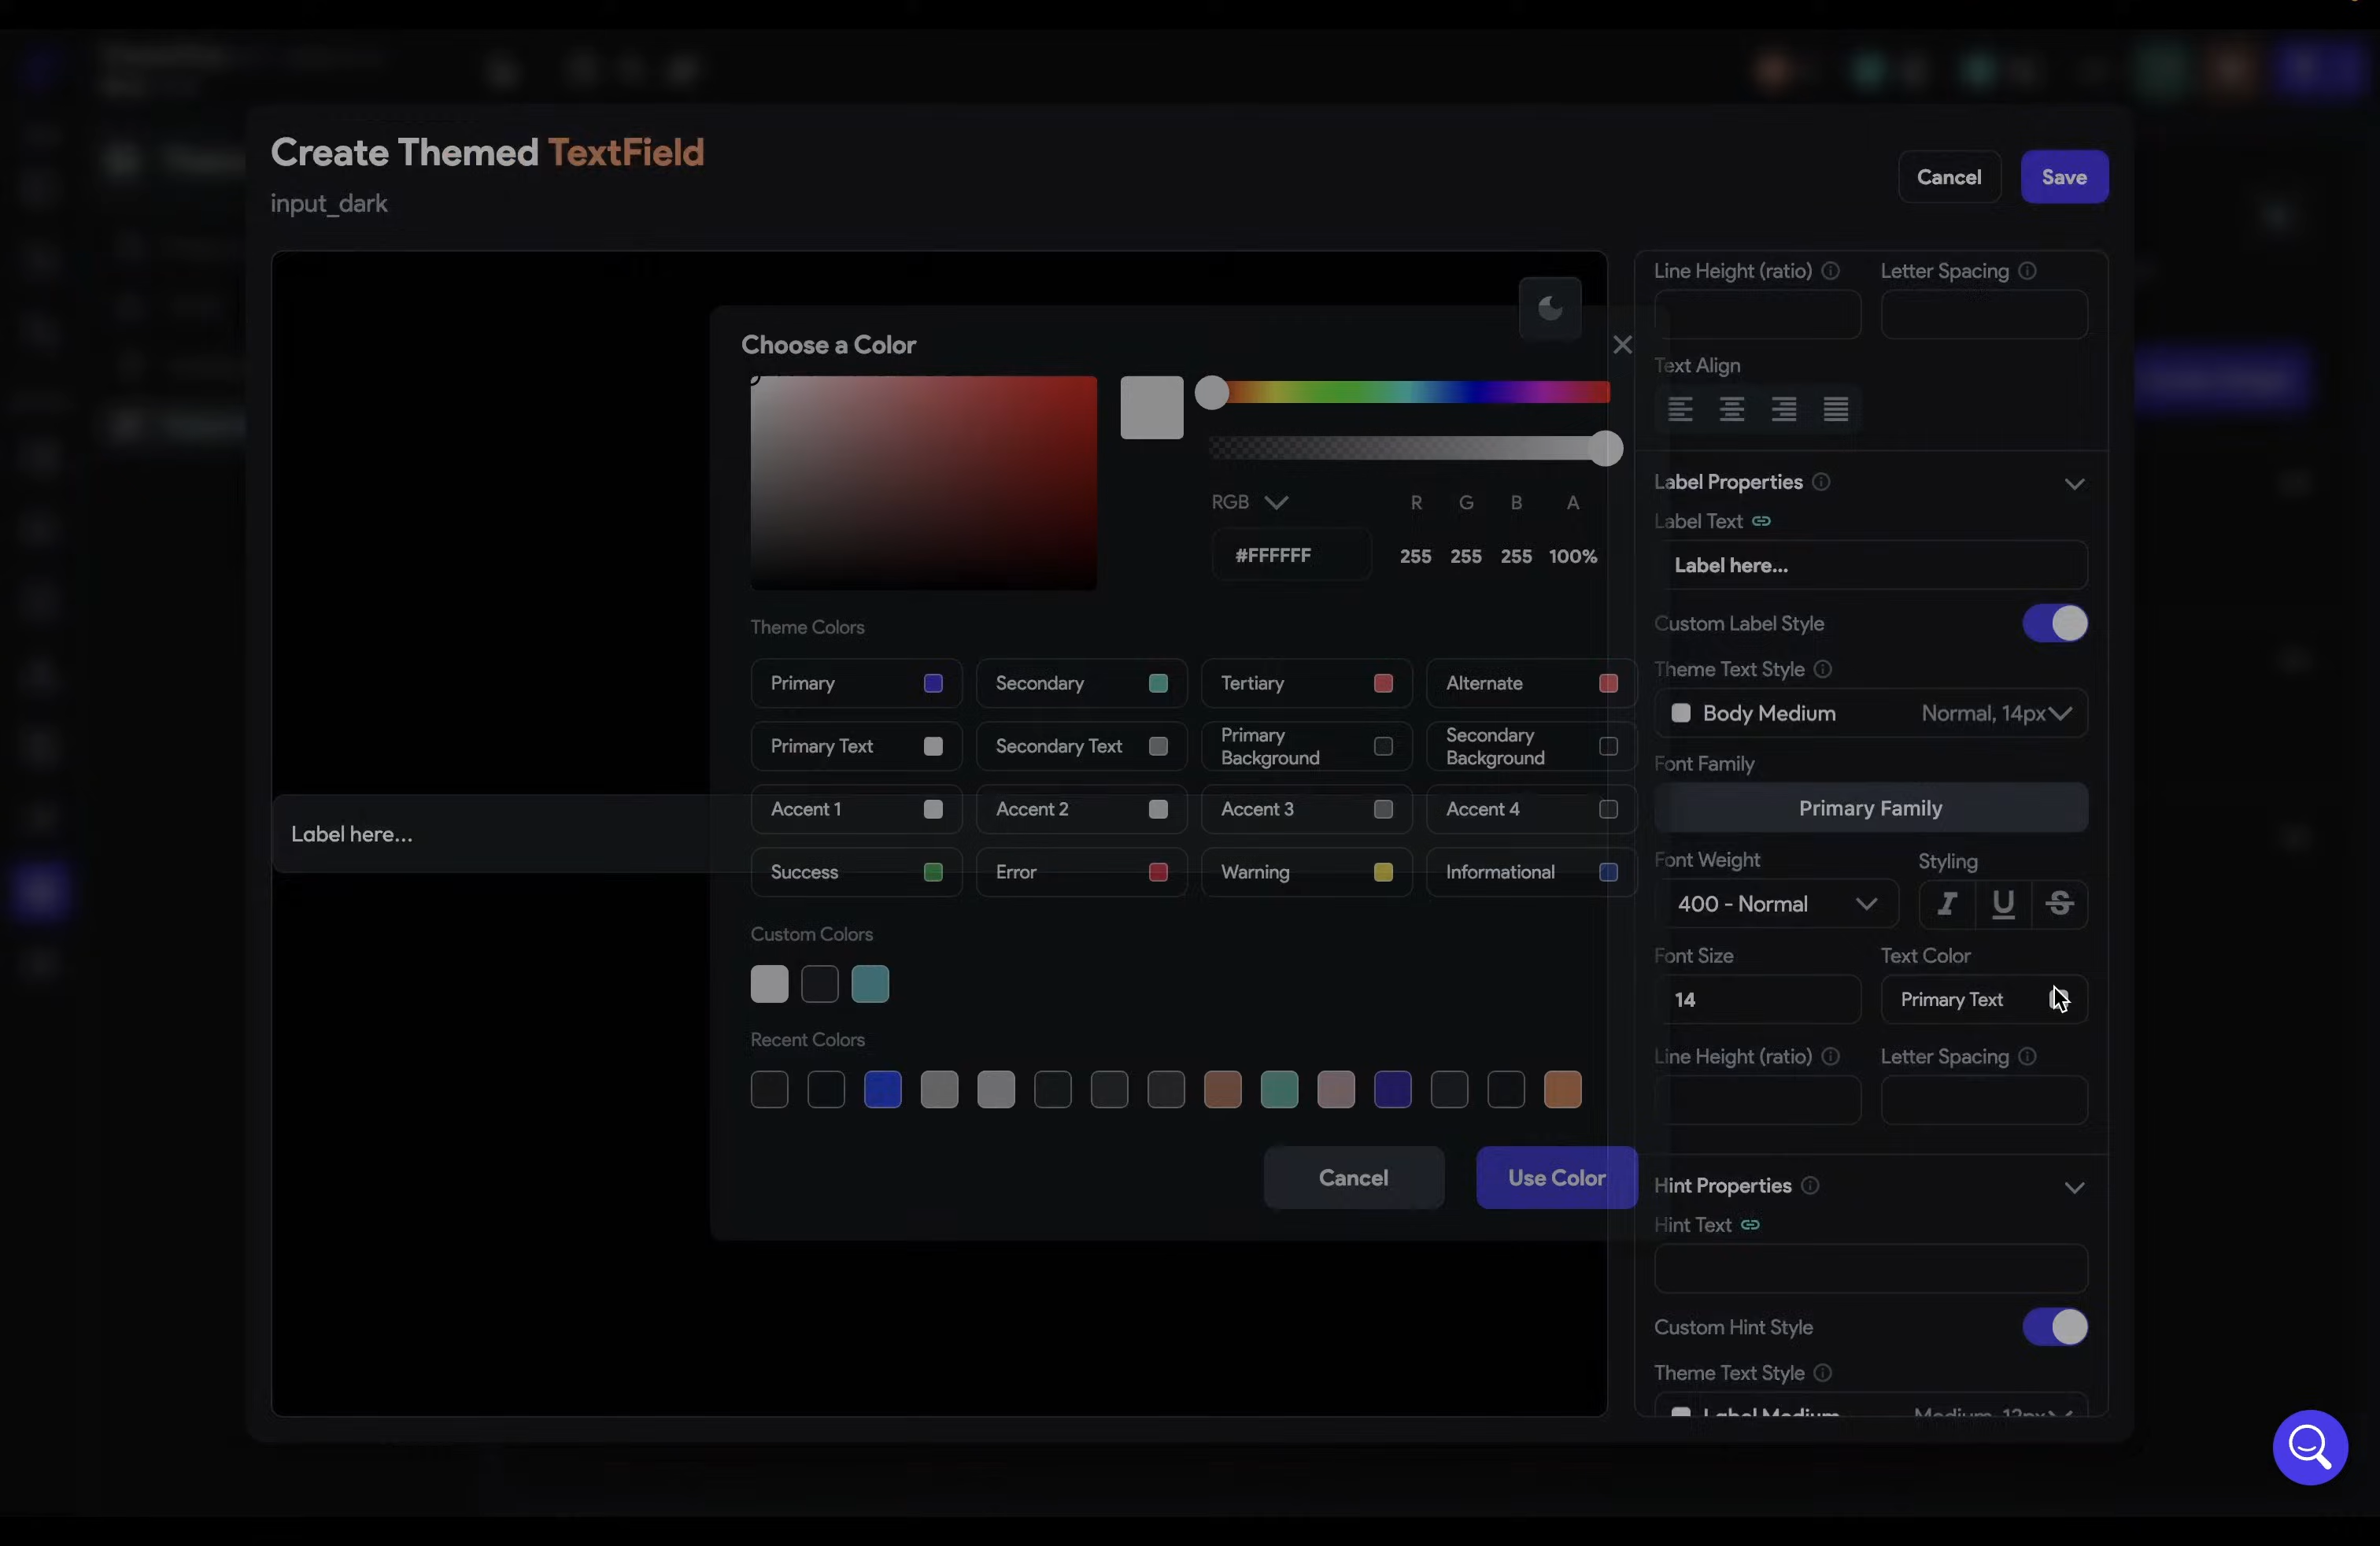 Create Themed TextField
input_dark
Cancel
Save
Choose a Color
RGB
R G B A
#FFFFFF
255 255 255 100%
Theme Colors
Primary
Secondary
Tertiary
Alternate
Primary Text
Secondary Text
Primary
Background
Secondary
Background
Accent 1
Accent 2
Accent 3
Accent 4
Success
Error
Warning
Informational
Custom Colors
Recent Colors
Cancel
Use Color
Label here...
Line Height (ratio)
Letter Spacing
Text Align
Label Properties
Label Text
Label here...
Custom Label Style
Theme Text Style
Body Medium
Normal, 14px
Font Family
Primary Family
Font Weight
Styling
400 - Normal
Font Size
Text Color
14
Primary Text
Line Height (ratio)
Letter Spacing
Hint Properties
Hint Text
Custom Hint Style
Theme Text Style
Label Medium
Medium, 12px